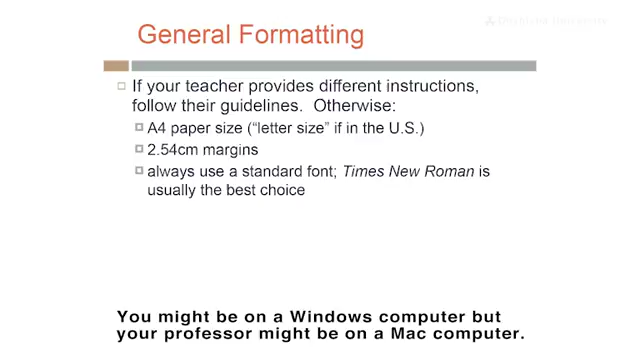 General Formatting
If your teacher provides different instructions,
follow their guidelines.  Otherwise:
A4 paper size (“letter size” if in the U.S.)
2.54cm margins
always use a standard font; Times New Roman is
usually the best choice
You might be on a Windows computer but
your professor might be on a Mac computer.